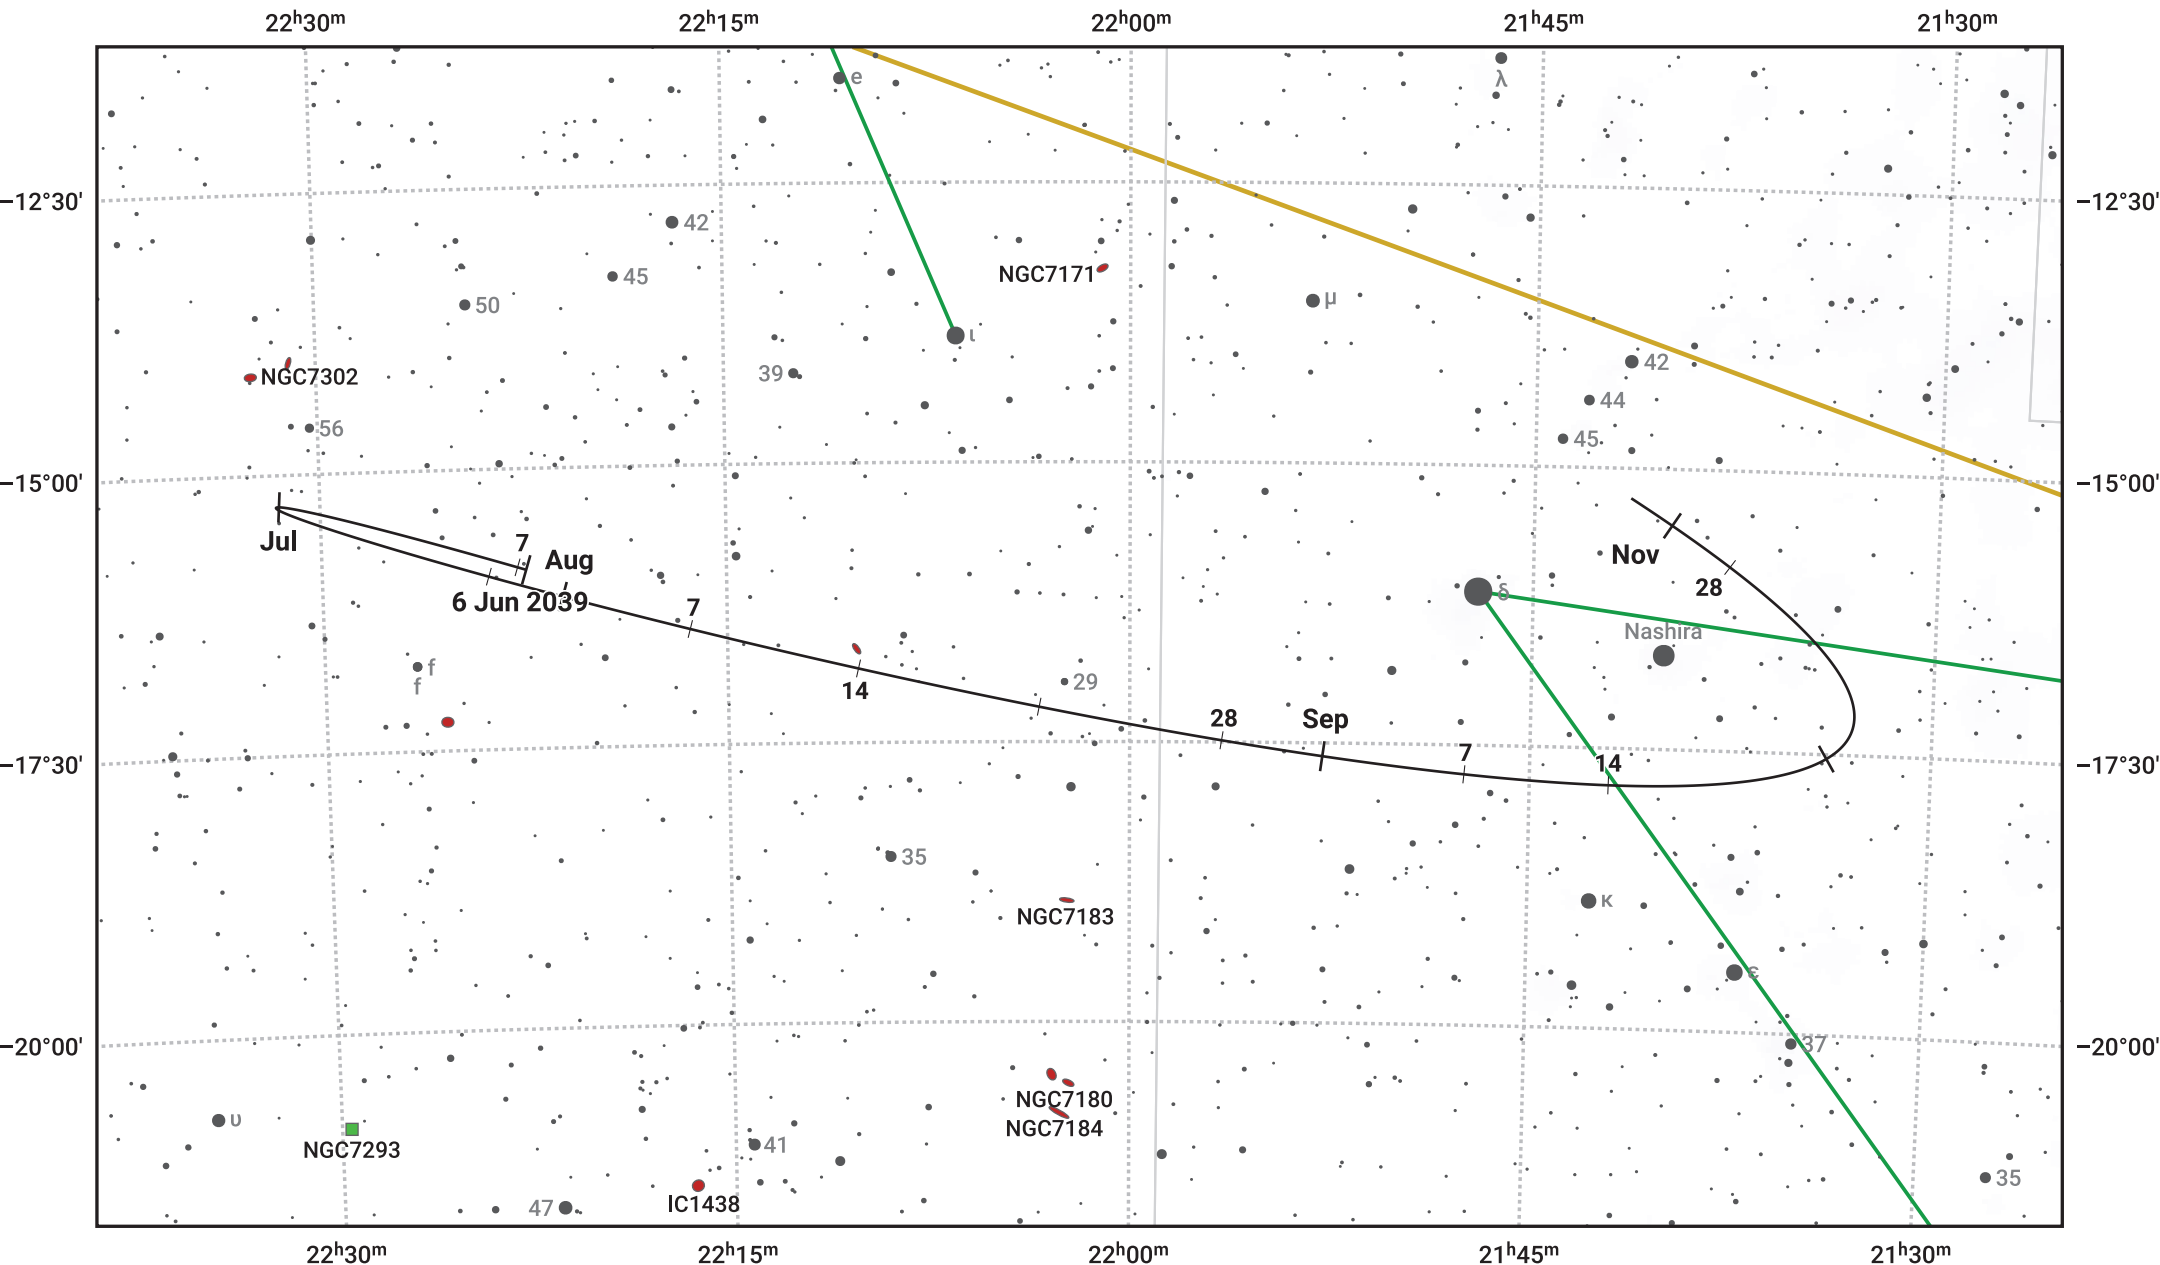 22ʰ30ᵐ 22ʰ15ᵐ 22ʰ00ᵐ 21ʰ45ᵐ 21ʰ30ᵐ
e
λ
−12°30' −12°30'
42
45
NGC7171
50
μ
ι
39
42
NGC7302
44
56
45
−15°00' −15°00'
Jul
7
Aug
Nov
6 Jun 2039
28
δ
7
Nashira
f
f
29
14
28
Sep
7
14
−17°30' −17°30'
35
κ
NGC7183
ε
−20°00' −20°00'
37
NGC7180
υ
NGC7184
NGC7293
41
35
47
IC1438
22ʰ30ᵐ 22ʰ15ᵐ 22ʰ00ᵐ 21ʰ45ᵐ 21ʰ30ᵐ